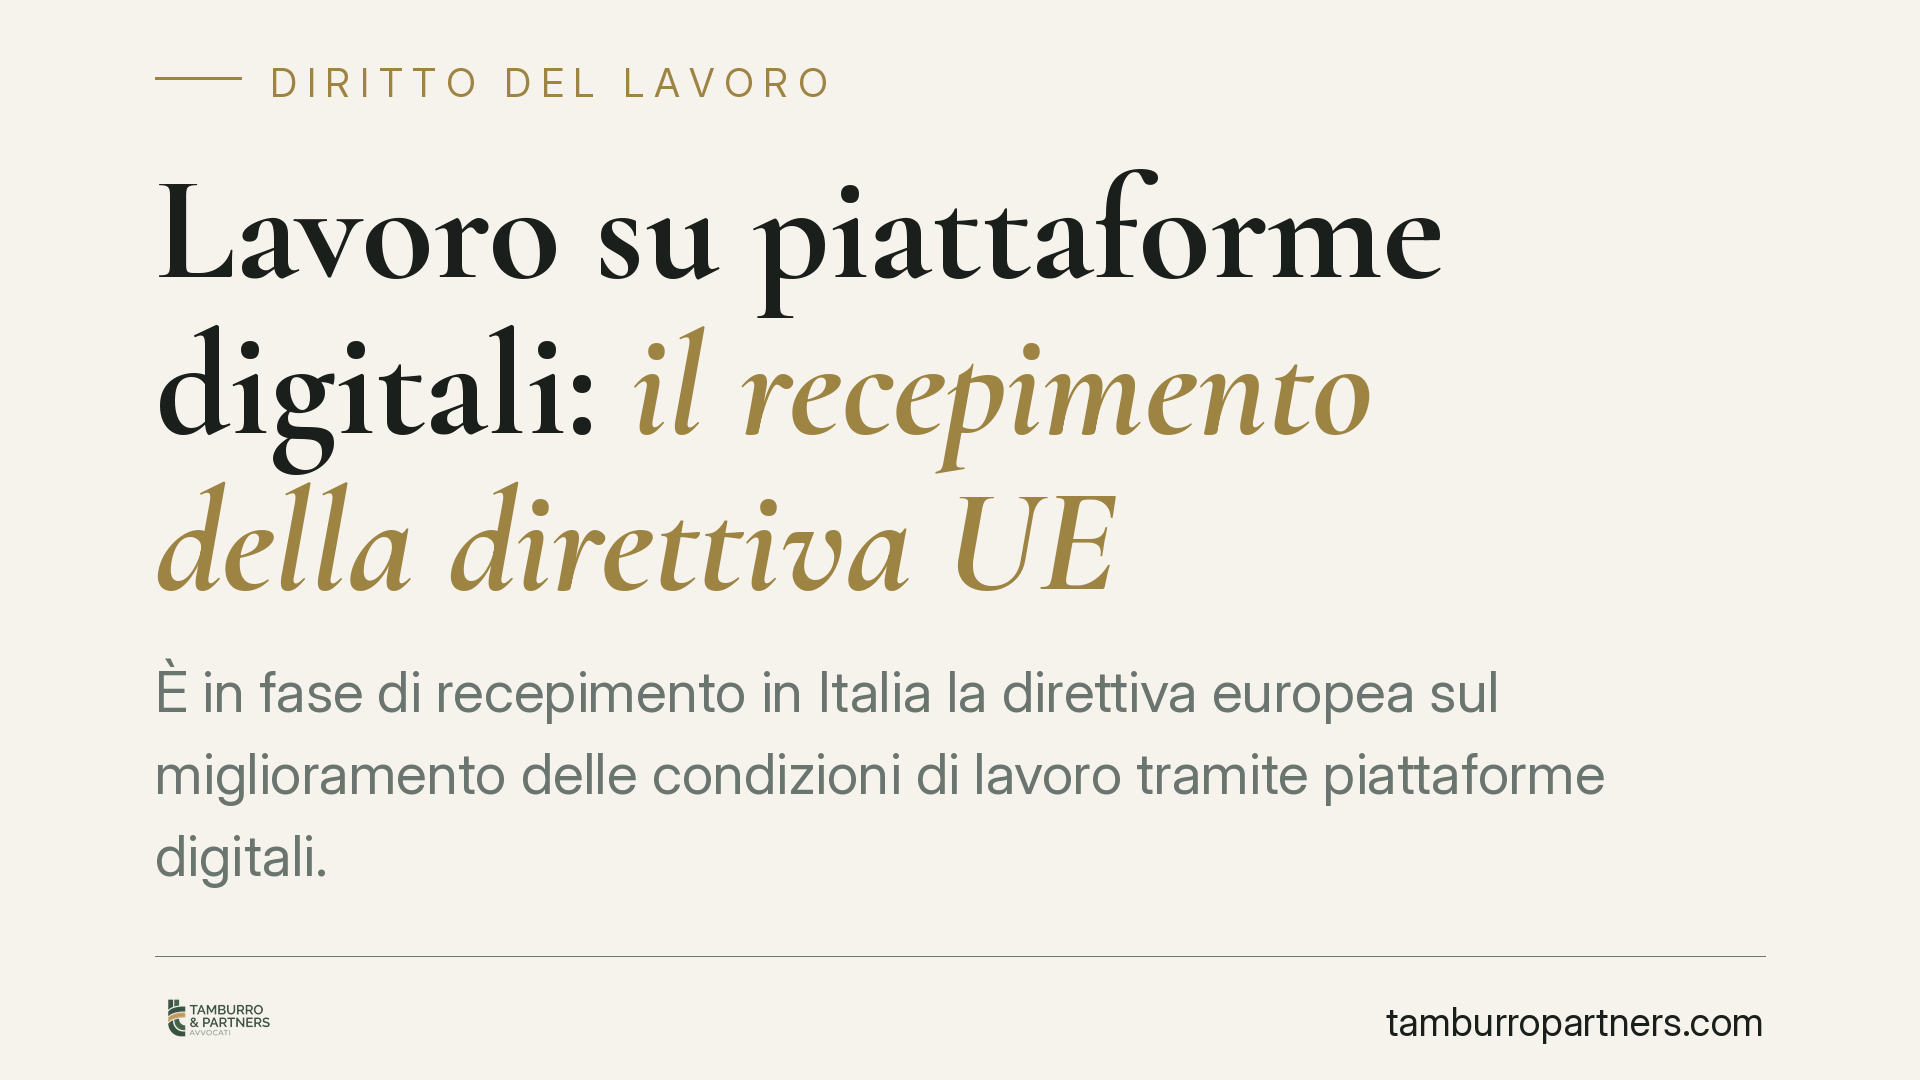 DIRITTO DEL LAVORO
Lavoro su piattaforme
digitali: il recepimento
della direttiva UE
È in fase di recepimento in Italia la direttiva europea sul
miglioramento delle condizioni di lavoro tramite piattaforme
digitali.
TAMBURRO
& PARTNERS
AVVOCATI
tamburropartners.com